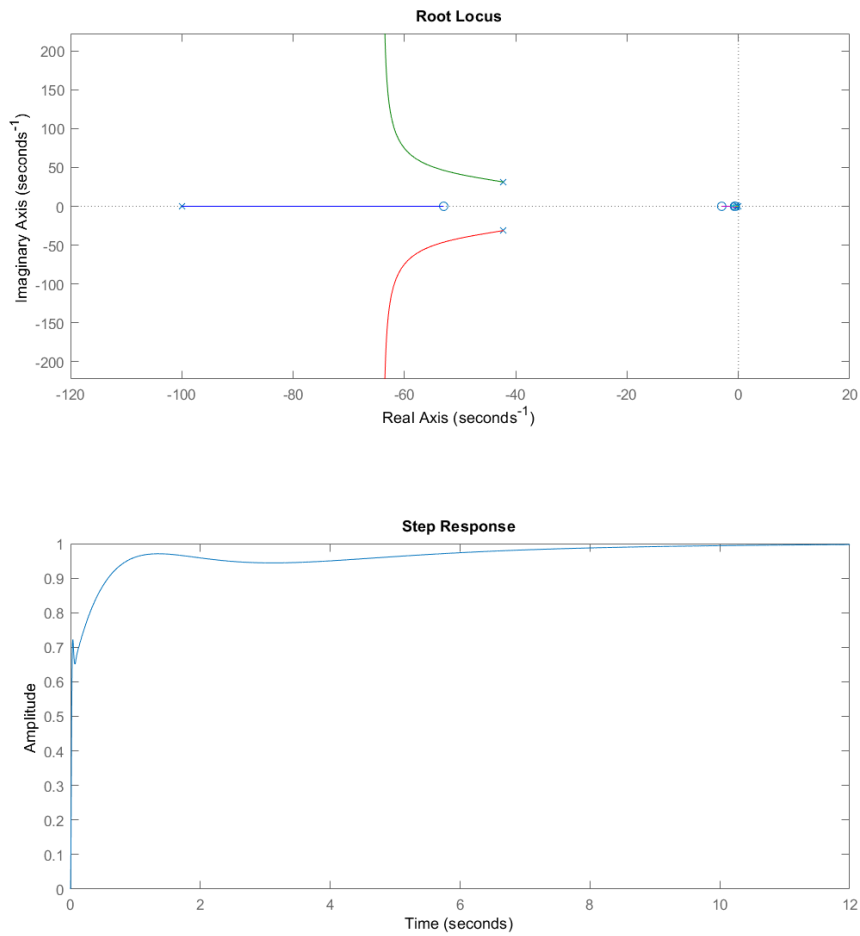 Root Locus
200
150
100
50
0
-50
-100
-150
-200
Imaginary Axis (seconds-1)
-120 -100 -80 -60 -40 -20 0 20
Real Axis (seconds-1)
Step Response
1
0.9
0.8
0.7
0.6
0.5
0.4
0.3
0.2
0.1
0
Amplitude
0 2 4 6 8 10 12
Time (seconds)